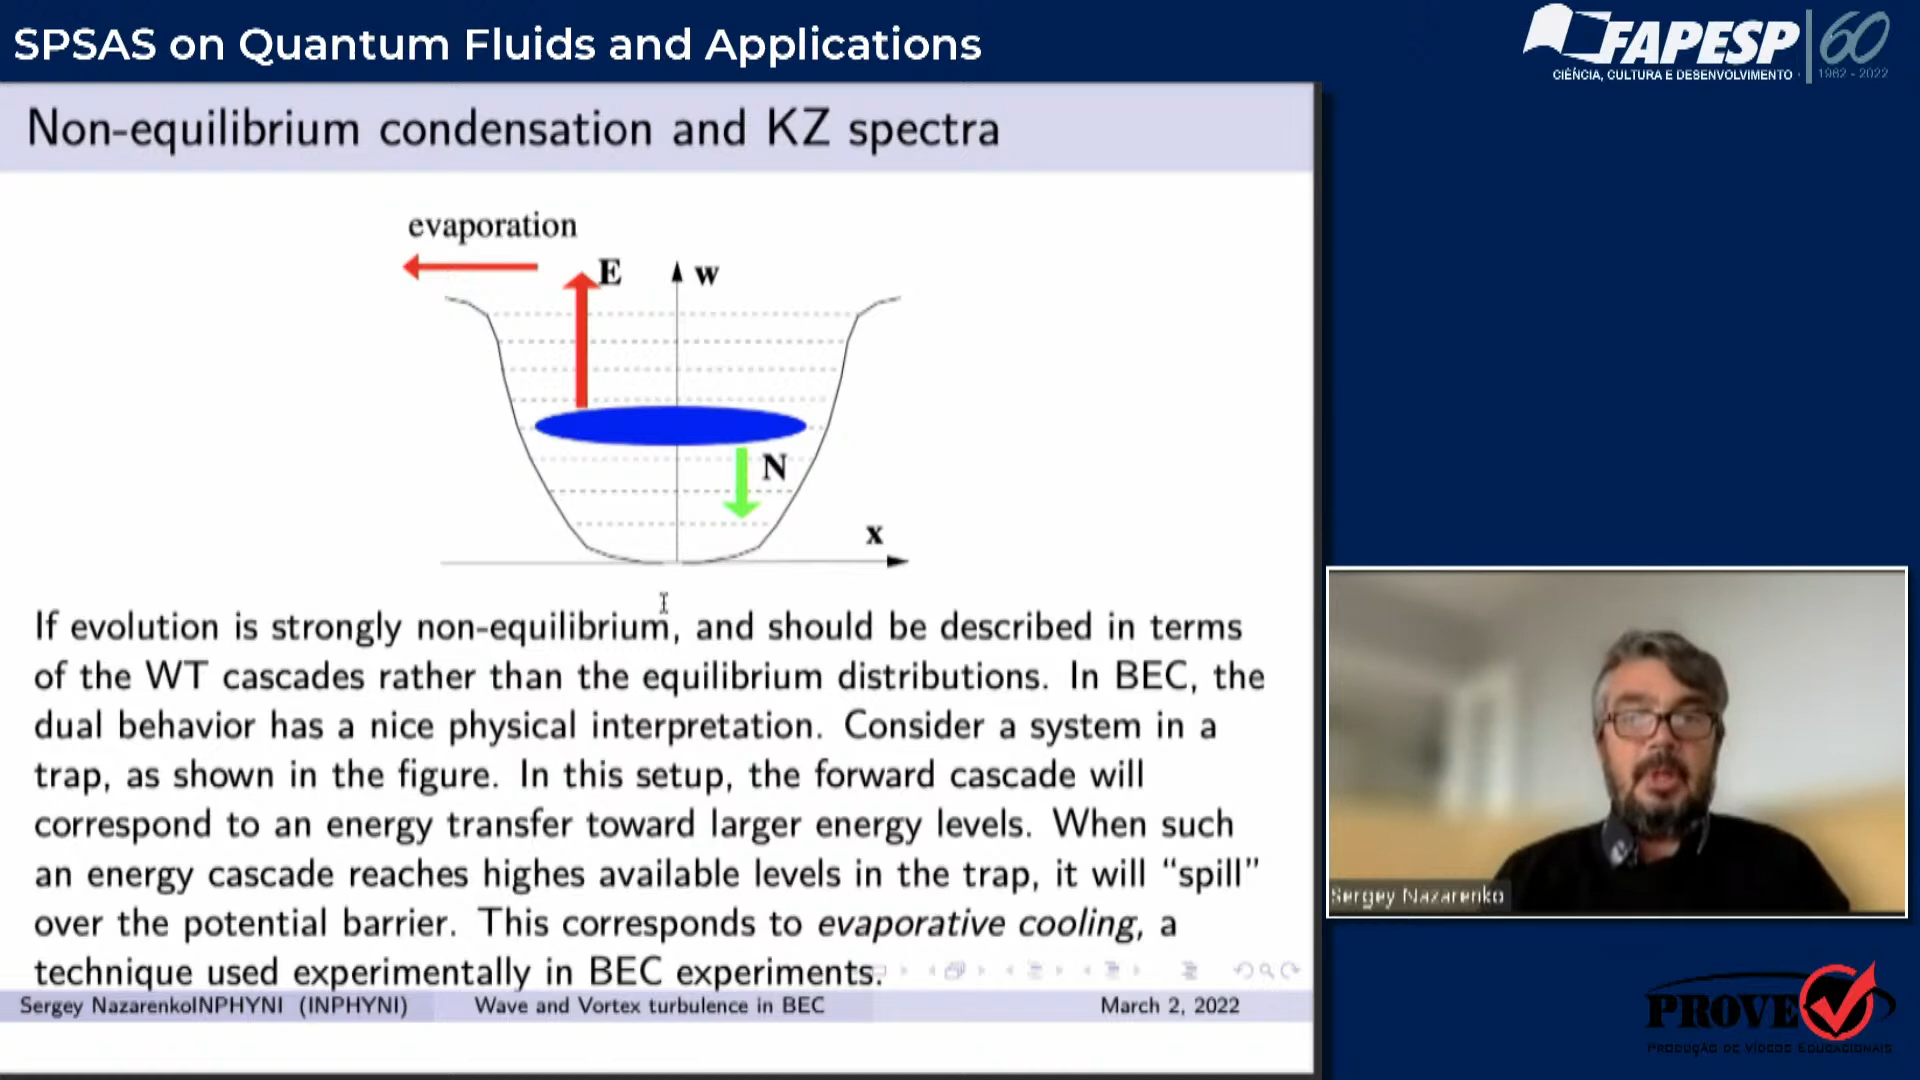 SPSAS on Quantum Fluids and Applications
FAPESP 60
CIÊNCIA, CULTURA E DESENVOLVIMENTO
1962 - 2022
Non-equilibrium condensation and KZ spectra
evaporation
E
w
N
x
If evolution is strongly non-equilibrium, and should be described in terms
of the WT cascades rather than the equilibrium distributions. In BEC, the
dual behavior has a nice physical interpretation. Consider a system in a
trap, as shown in the figure. In this setup, the forward cascade will
correspond to an energy transfer toward larger energy levels. When such
an energy cascade reaches highes available levels in the trap, it will “spill”
over the potential barrier. This corresponds to evaporative cooling, a
technique used experimentally in BEC experiments.
Sergey NazarenkoINPHYNI (INPHYNI)
Wave and Vortex turbulence in BEC
March 2, 2022
Sergey Nazarenko
PROVE
PRODUÇÃO DE VÍDEOS EDUCACIONAIS